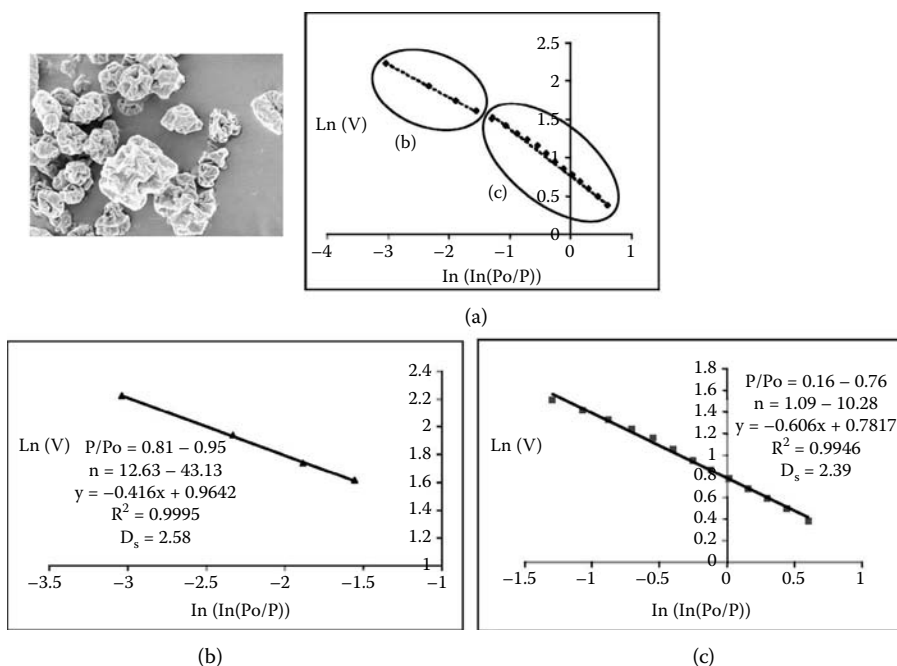 2.5
2
1.5
1.0
0.5
0
Ln (V)
(b)
(c)
−4
−3
−2
−1
0
1
In (In(Po/P))
(a)
2.4
2.2
2
1.8
1.6
1.4
1.2
1
Ln (V)
P/Po = 0.81 – 0.95
n = 12.63 – 43.13
y = −0.416x + 0.9642
R² = 0.9995
Dₛ = 2.58
−3.5
−3
−2.5
−2
−1.5
−1
In (In(Po/P))
(b)
1.8
1.6
1.4
1.2
1
0.8
0.6
0.4
0.2
0
Ln (V)
P/Po = 0.16 – 0.76
n = 1.09 – 10.28
y = −0.606x + 0.7817
R² = 0.9946
Dₛ = 2.39
−1.5
−1
−0.5
0
0.5
1
In (In(Po/P))
(c)